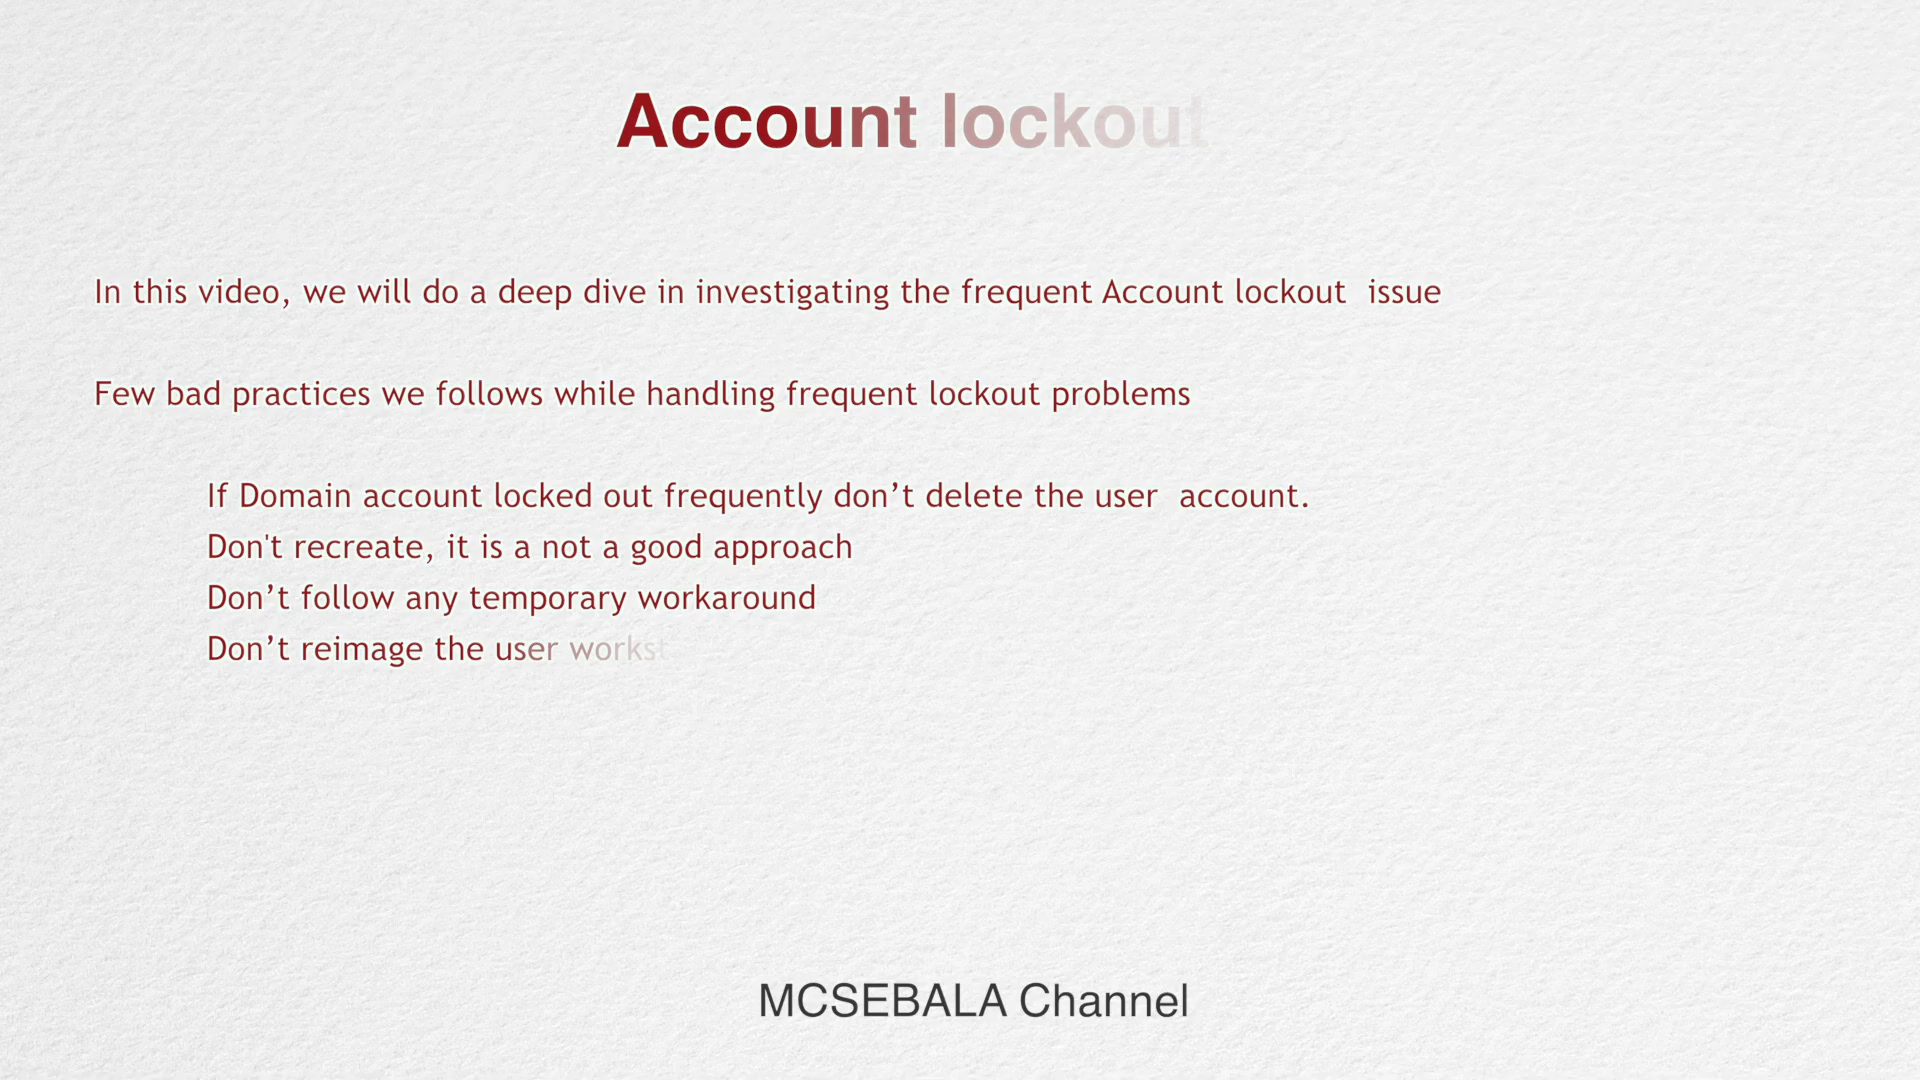 Account lockout
In this video, we will do a deep dive in investigating the frequent Account lockout  issue
Few bad practices we follows while handling frequent lockout problems
If Domain account locked out frequently don’t delete the user  account.
Don't recreate, it is a not a good approach
Don’t follow any temporary workaround
Don’t reimage the user
MCSEBALA Channel